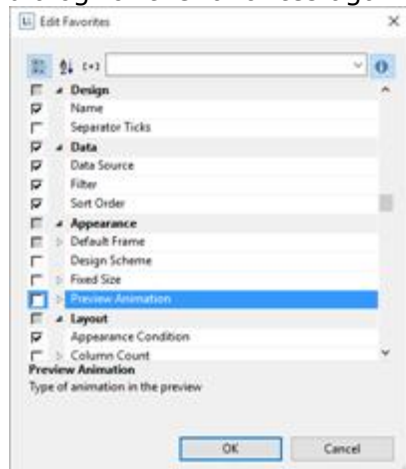 Edit Favorites
Design
Name
Separator Ticks
Data
Data Source
Filter
Sort Order
Appearance
Default Frame
Design Scheme
Fixed Size
Preview Animation
Layout
Appearance Condition
Column Count
Preview Animation
Type of animation in the preview
OK Cancel